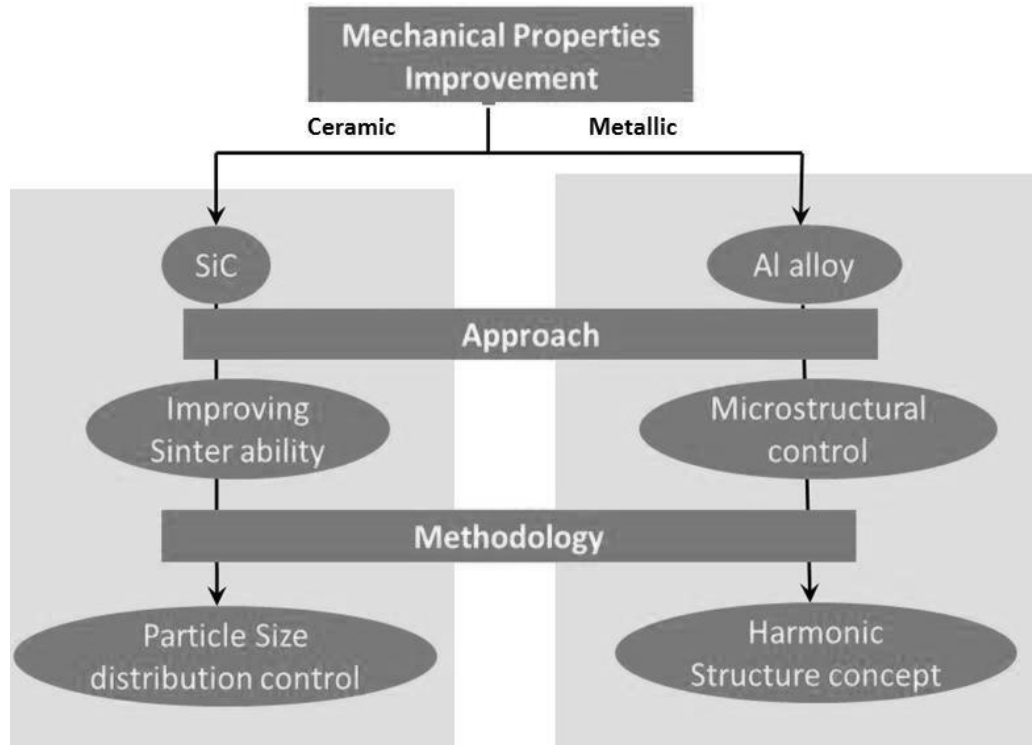 Mechanical Properties
Improvement
Ceramic
Metallic
SiC
Al alloy
Approach
Improving
Sinter ability
Microstructural
control
Methodology
Particle Size
distribution control
Harmonic
Structure concept